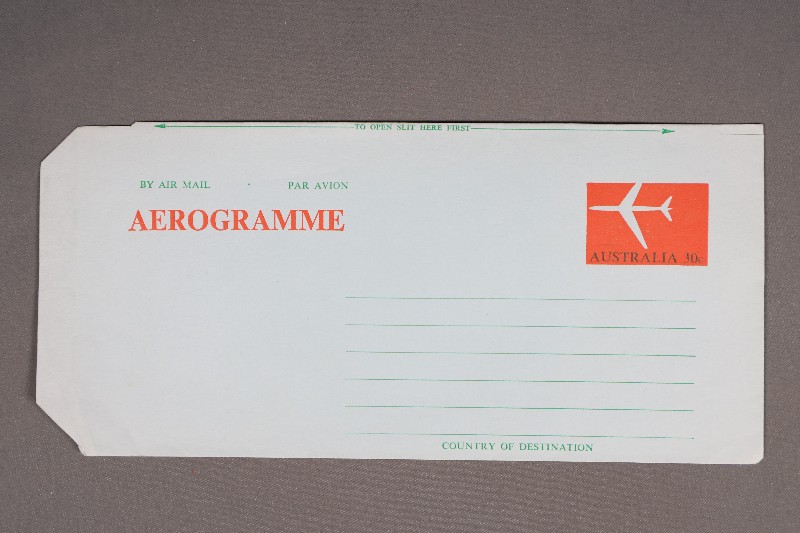 TO OPEN SLIT HERE FIRST
BY AIR MAIL · PAR AVION
AEROGRAMME
AUSTRALIA 30c
COUNTRY OF DESTINATION